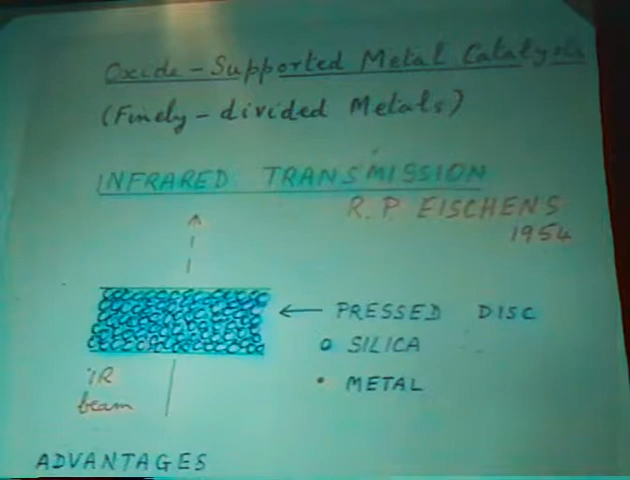 Oxide-Supported Metal Catalysts
(Finely-divided Metals)
INFRARED TRANSMISSION
R.P EISCHENS
1954
PRESSED DISC
SILICA
METAL
IR
beam
ADVANTAGES